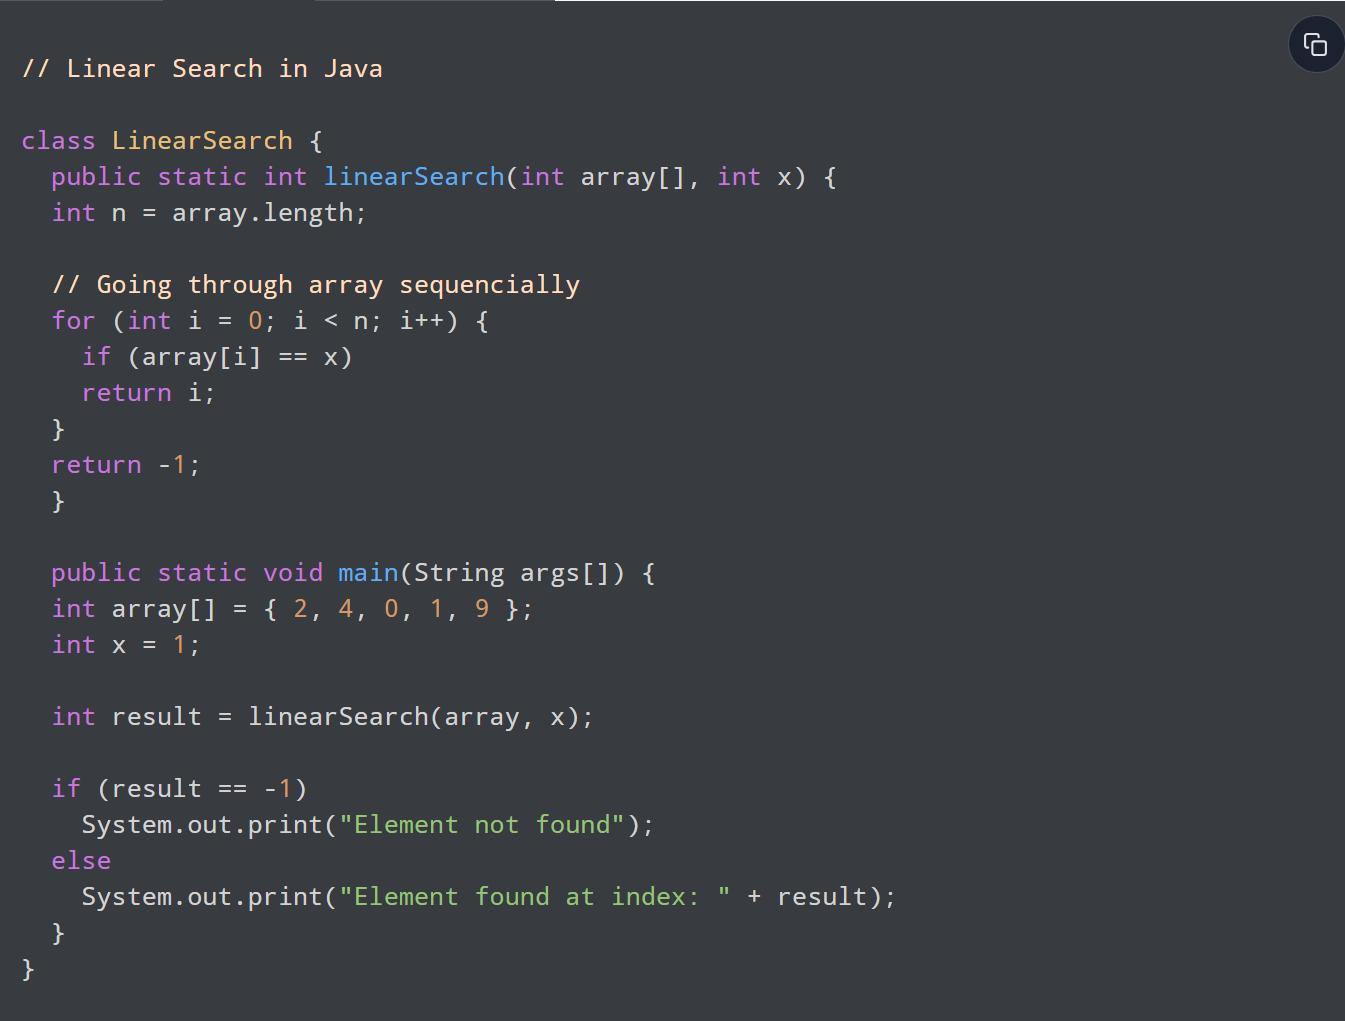 // Linear Search in Java
class LinearSearch {
  public static int linearSearch(int array[], int x) {
  int n = array.length;
  // Going through array sequencially
  for (int i = 0; i < n; i++) {
    if (array[i] == x)
    return i;
  }
  return -1;
  }
  public static void main(String args[]) {
  int array[] = { 2, 4, 0, 1, 9 };
  int x = 1;
  int result = linearSearch(array, x);
  if (result == -1)
    System.out.print("Element not found");
  else
    System.out.print("Element found at index: " + result);
  }
}